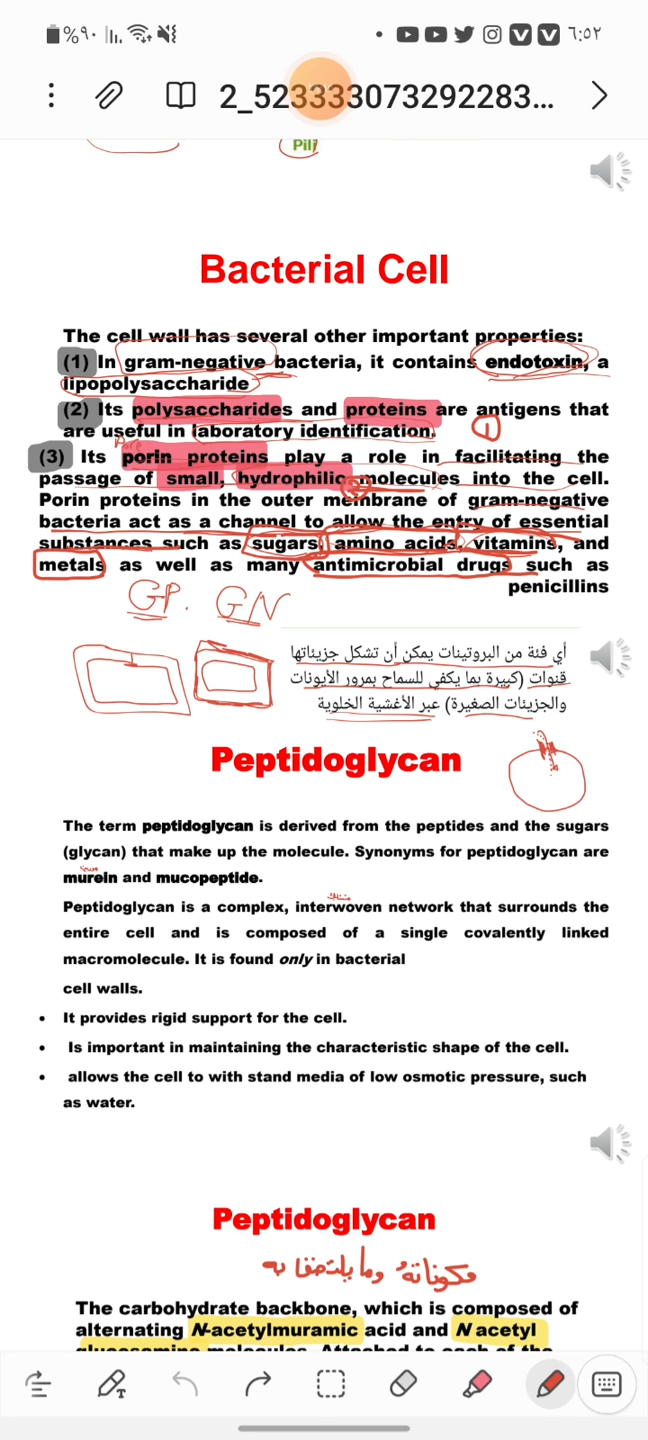 %٩٠
٦:٥٢
2_523333073292283...
Pili
Bacterial Cell
The cell wall has several other important properties:
(1) In gram-negative bacteria, it contains endotoxin, a
lipopolysaccharide
(2) Its polysaccharides and proteins are antigens that
are useful in laboratory identification.
1
Pore
(3) Its porin proteins play a role in facilitating the
passage of small, hydrophilic molecules into the cell.
Porin proteins in the outer membrane of gram-negative
bacteria act as a channel to allow the entry of essential
substances such as sugars, amino acids, vitamins, and
metals as well as many antimicrobial drugs such as
penicillins
GP. GN
أي فئة من البروتينات يمكن أن تشكل جزيئاتها
قنوات (كبيرة بما يكفي للسماح بمرور الأيونات
والجزيئات الصغيرة) عبر الأغشية الخلوية
Peptidoglycan
The term peptidoglycan is derived from the peptides and the sugars
(glycan) that make up the molecule. Synonyms for peptidoglycan are
murein and mucopeptide.
Peptidoglycan is a complex, interwoven network that surrounds the
entire cell and is composed of a single covalently linked
macromolecule. It is found only in bacterial
cell walls.
• It provides rigid support for the cell.
• Is important in maintaining the characteristic shape of the cell.
• allows the cell to with stand media of low osmotic pressure, such
as water.
Peptidoglycan
مكوناته وما
The carbohydrate backbone, which is composed of
alternating N-acetylmuramic acid and N acetyl
glucosamine molecules. Attached to each of the